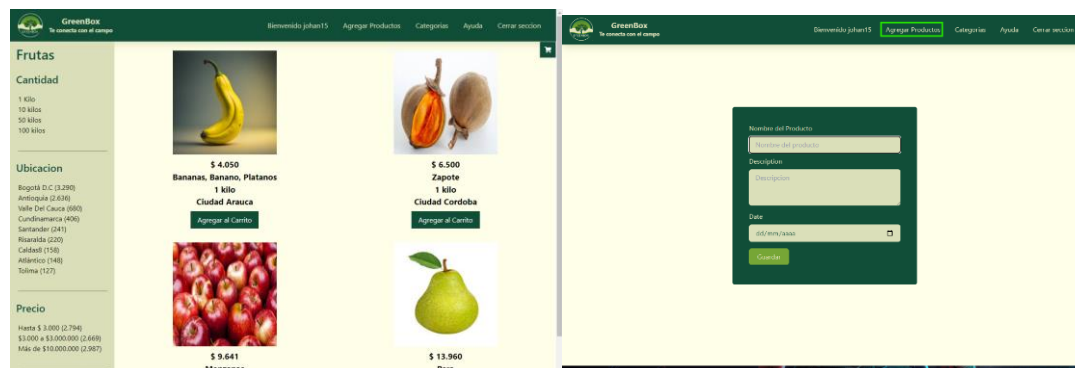 GreenBox
Te conecta con el campo
Bienvenido johan15
Agregar Productos
Categorias
Ayuda
Cerrar seccion
Frutas
Cantidad
1 Kilo
10 kilos
50 kilos
100 kilos
Ubicacion
Bogotá D.C (3.290)
Antioquia (2.636)
Valle Del Cauca (680)
Cundinamarca (406)
Santander (241)
Risaralda (220)
Caldasll (158)
Atlántico (148)
Tolima (127)
Precio
Hasta $ 3.000 (2.794)
$3.000 a $3.000.000 (2.669)
Más de $10.000.000 (2.987)
$ 4.050
Bananas, Banano, Platanos
1 kilo
Ciudad Arauca
Agregar al Carrito
$ 6.500
Zapote
1 kilo
Ciudad Cordoba
Agregar al Carrito
$ 9.641
Manzanas
$ 13.960
Pera
GreenBox
Te conecta con el campo
Bienvenido johan15
Agregar Productos
Categorias
Ayuda
Cerrar seccion
Nombre del Producto
Nombre del producto
Description
Descripcion
Date
dd/mm/aaaa
Guardar